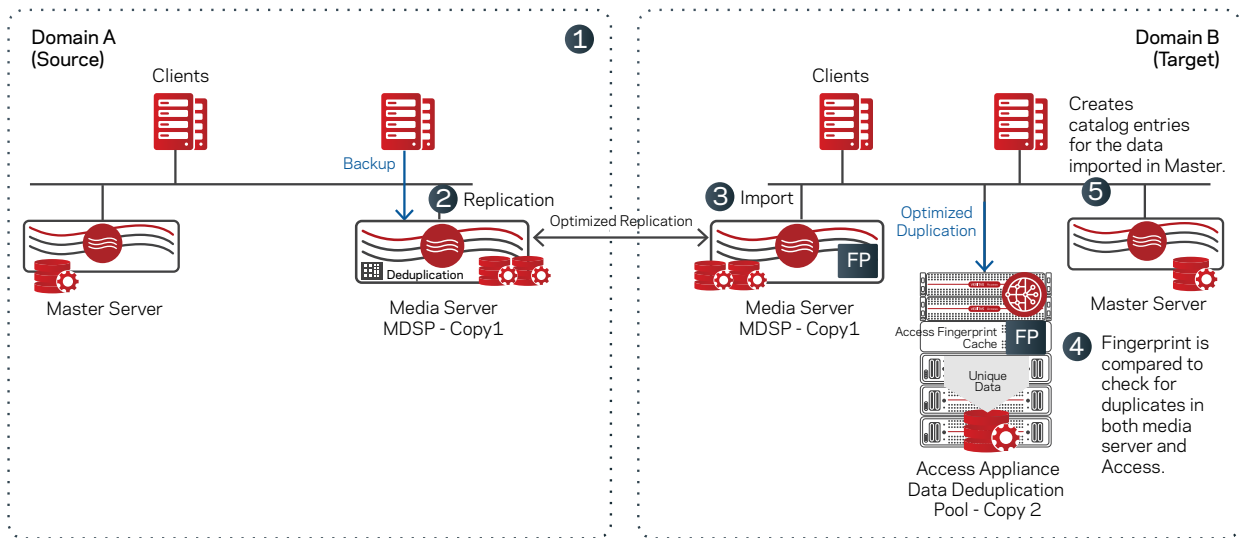 Domain A
(Source)
1
Clients
Backup
2 Replication
Deduplication
Master Server
Media Server
MDSP - Copy1
Optimized Replication
Domain B
(Target)
Clients
Creates
catalog entries
for the data
imported in Master.
3 Import
5
Optimized
Duplication
FP
Media Server
MDSP - Copy1
Master Server
Access Fingerprint
Cache
FP
Unique
Data
4 Fingerprint is
compared to
check for
duplicates in
both media
server and
Access.
Access Appliance
Data Deduplication
Pool - Copy 2